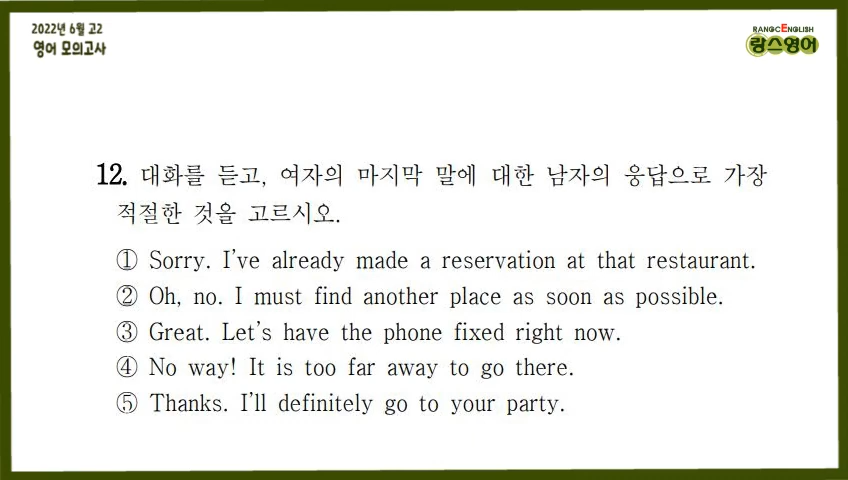 2022년 6월 고2
영어 모의고사
RANGCENGLISH
랑스영어
12. 대화를 듣고, 여자의 마지막 말에 대한 남자의 응답으로 가장
적절한 것을 고르시오.
① Sorry. I’ve already made a reservation at that restaurant.
② Oh, no. I must find another place as soon as possible.
③ Great. Let’s have the phone fixed right now.
④ No way! It is too far away to go there.
⑤ Thanks. I’ll definitely go to your party.